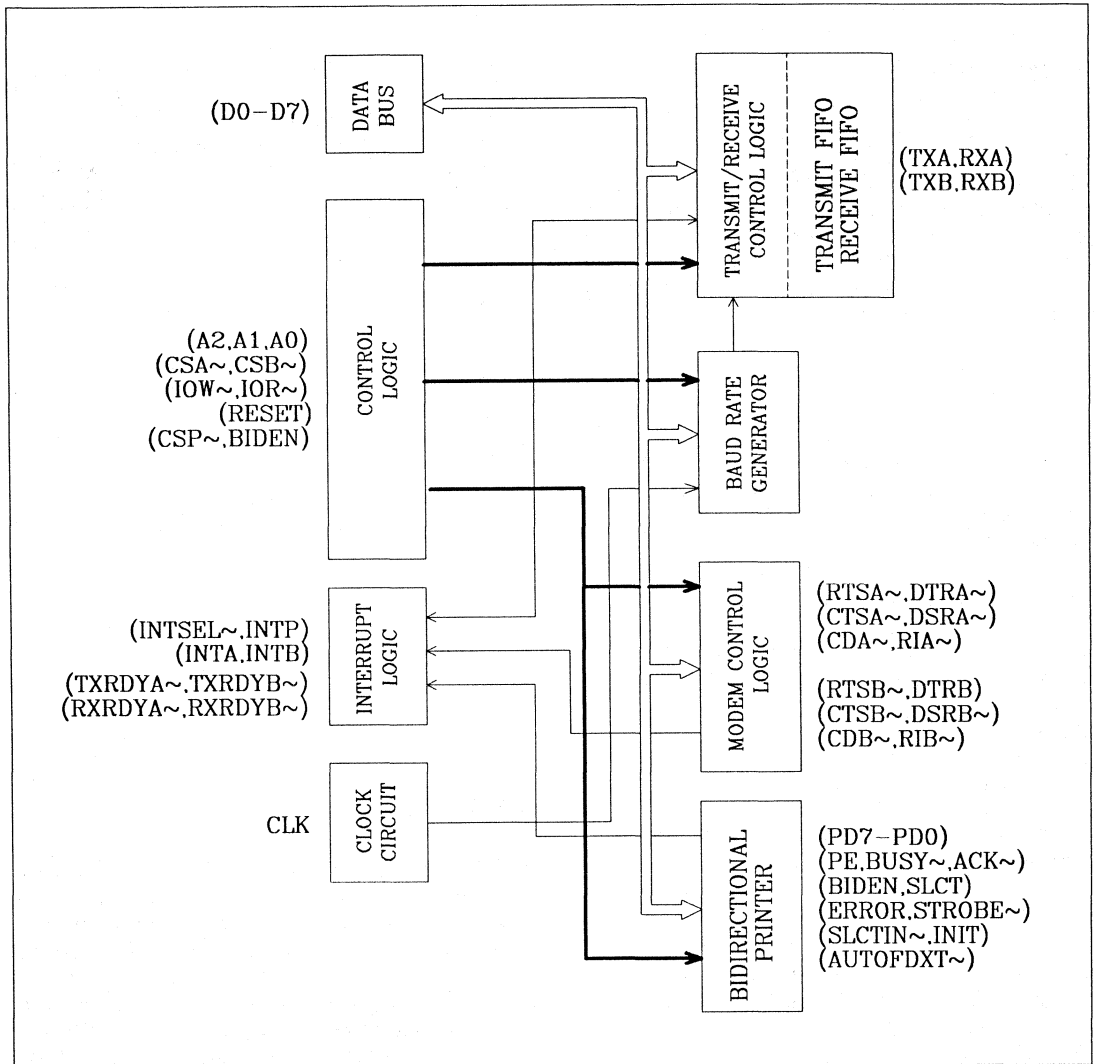 (D0-D7)
DATA
BUS
(A2,A1,A0)
(CSA~,CSB~)
(IOW~,IOR~)
(RESET)
(CSP~,BIDEN)
CONTROL
LOGIC
(INTSEL~,INTP)
(INTA,INTB)
(TXRDYA~,TXRDYB~)
(RXRDYA~,RXRDYB~)
INTERRUPT
LOGIC
CLK
CLOCK
CIRCUIT
TRANSMIT/RECEIVE
CONTROL LOGIC
TRANSMIT FIFO
RECEIVE FIFO
(TXA,RXA)
(TXB,RXB)
BAUD RATE
GENERATOR
MODEM CONTROL
LOGIC
(RTSA~,DTRA~)
(CTSA~,DSRA~)
(CDA~,RIA~)
(RTSB~,DTRB)
(CTSB~,DSRB~)
(CDB~,RIB~)
BIDIRECTIONAL
PRINTER
(PD7-PD0)
(PE,BUSY~,ACK~)
(BIDEN,SLCT)
(ERROR,STROBE~)
(SLCTIN~,INIT)
(AUTOFDXT~)